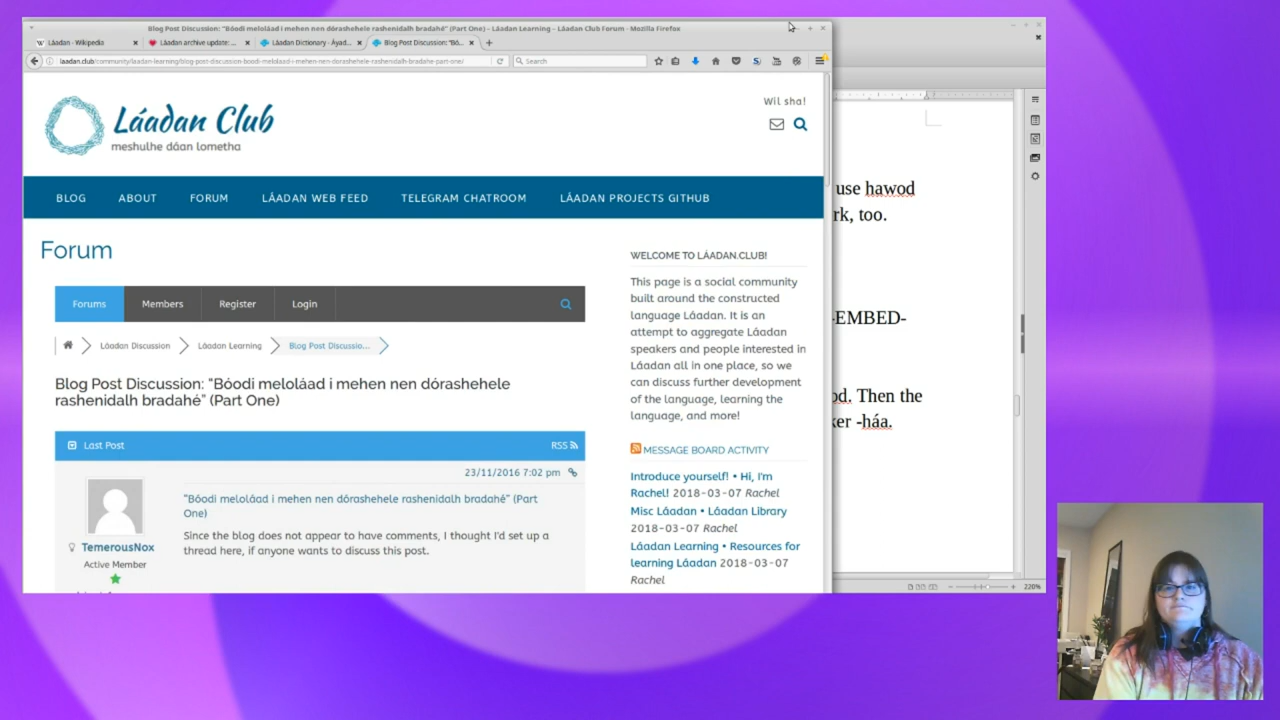 Blog Post Discussion: "Bóodi meloláad i mehen nen dórashehele rashenidalh bradahé" (Part One) – Láadan Learning – Láadan Club Forum - Mozilla Firefox
Láadan - Wikipedia
Láadan archive update: ...
Láadan Dictionary - Áyad...
Blog Post Discussion: "Bó...
laadan.club/community/laadan-learning/blog-post-discussion-boodi-melolaad-i-mehen-nen-dorashehele-rashenidalh-bradahe-part-one/
Search
Láadan Club
meshulhe dáan lometha
Wil sha!
BLOG
ABOUT
FORUM
LÁADAN WEB FEED
TELEGRAM CHATROOM
LÁADAN PROJECTS GITHUB
Forum
Forums
Members
Register
Login
Láadan Discussion
Láadan Learning
Blog Post Discussio...
Blog Post Discussion: "Bóodi meloláad i mehen nen dórashehele
rashenidalh bradahé" (Part One)
Last Post
RSS
23/11/2016 7:02 pm
"Bóodi meloláad i mehen nen dórashehele rashenidalh bradahé" (Part
One)
Since the blog does not appear to have comments, I thought I'd set up a
thread here, if anyone wants to discuss this post.
TemerousNox
Active Member
WELCOME TO LÁADAN.CLUB!
This page is a social community
built around the constructed
language Láadan. It is an
attempt to aggregate Láadan
speakers and people interested in
Láadan all in one place, so we
can discuss further development
of the language, learning the
language, and more!
MESSAGE BOARD ACTIVITY
Introduce yourself! • Hi, I'm
Rachel! 2018-03-07 Rachel
Misc Láadan • Láadan Library
2018-03-07 Rachel
Láadan Learning • Resources for
learning Láadan 2018-03-07
Rachel
use hawod
rk, too.
-EMBED-
od. Then the
ker -háa.
220%